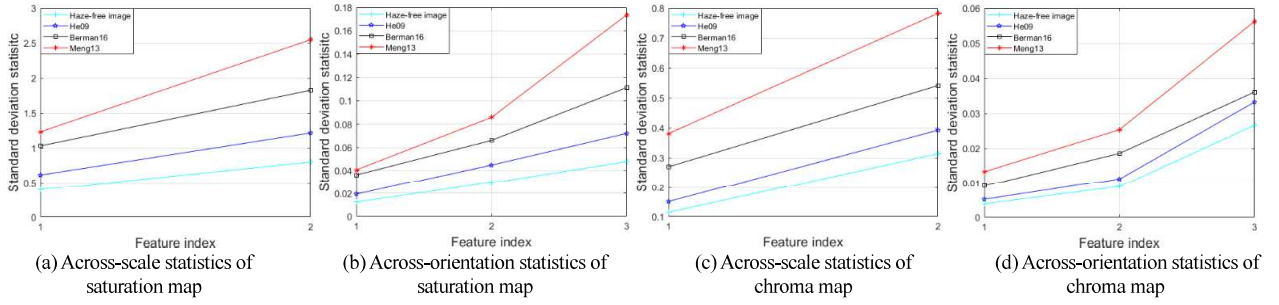 3
2.5
2
1.5
1
0.5
0
Standard deviation statisitc
Haze-free image
He09
Berman16
Meng13
1
2
Feature index
(a) Across-scale statistics of
saturation map
0.18
0.16
0.14
0.12
0.10
0.08
0.06
0.04
0.02
0
Standard deviation statisitc
Haze-free image
He09
Berman16
Meng13
1
2
3
Feature index
(b) Across-orientation statistics of
saturation map
0.8
0.7
0.6
0.5
0.4
0.3
0.2
0.1
Standard deviation statisitc
Haze-free image
He09
Berman16
Meng13
1
2
Feature index
(c) Across-scale statistics of
chroma map
0.06
0.05
0.04
0.03
0.02
0.01
0
Standard deviation statisitc
Haze-free image
He09
Berman16
Meng13
1
2
3
Feature index
(d) Across-orientation statistics of
chroma map